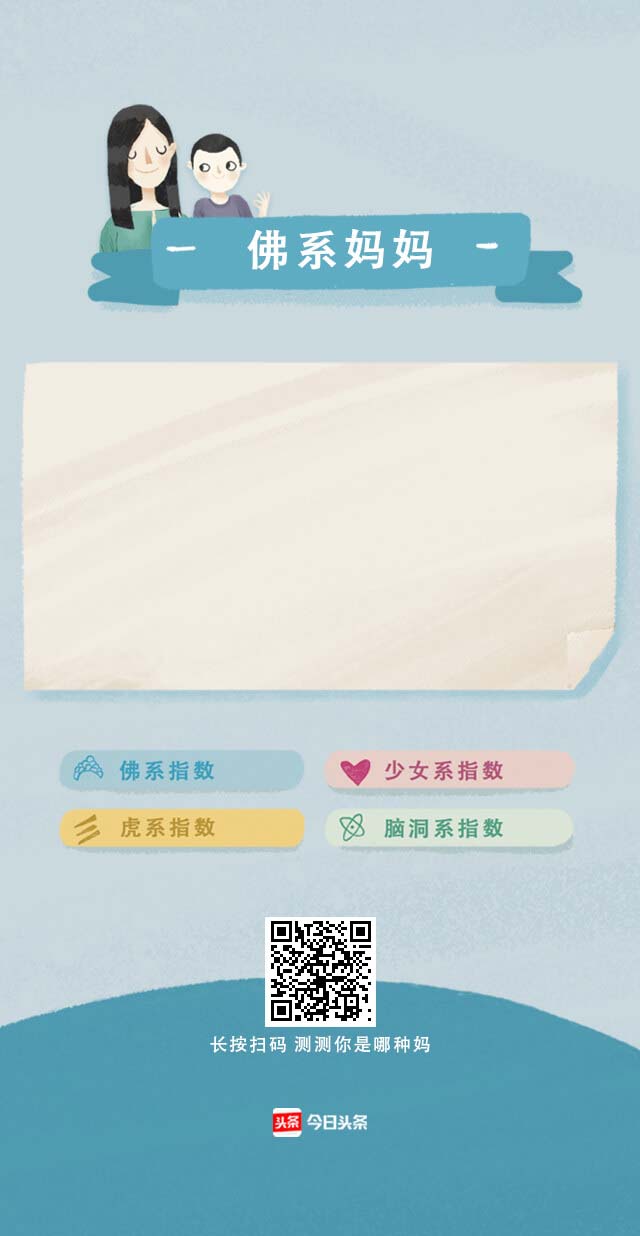 佛系妈妈
佛系指数
少女系指数
虎系指数
脑洞系指数
长按扫码 测测你是哪种妈
头条 今日头条